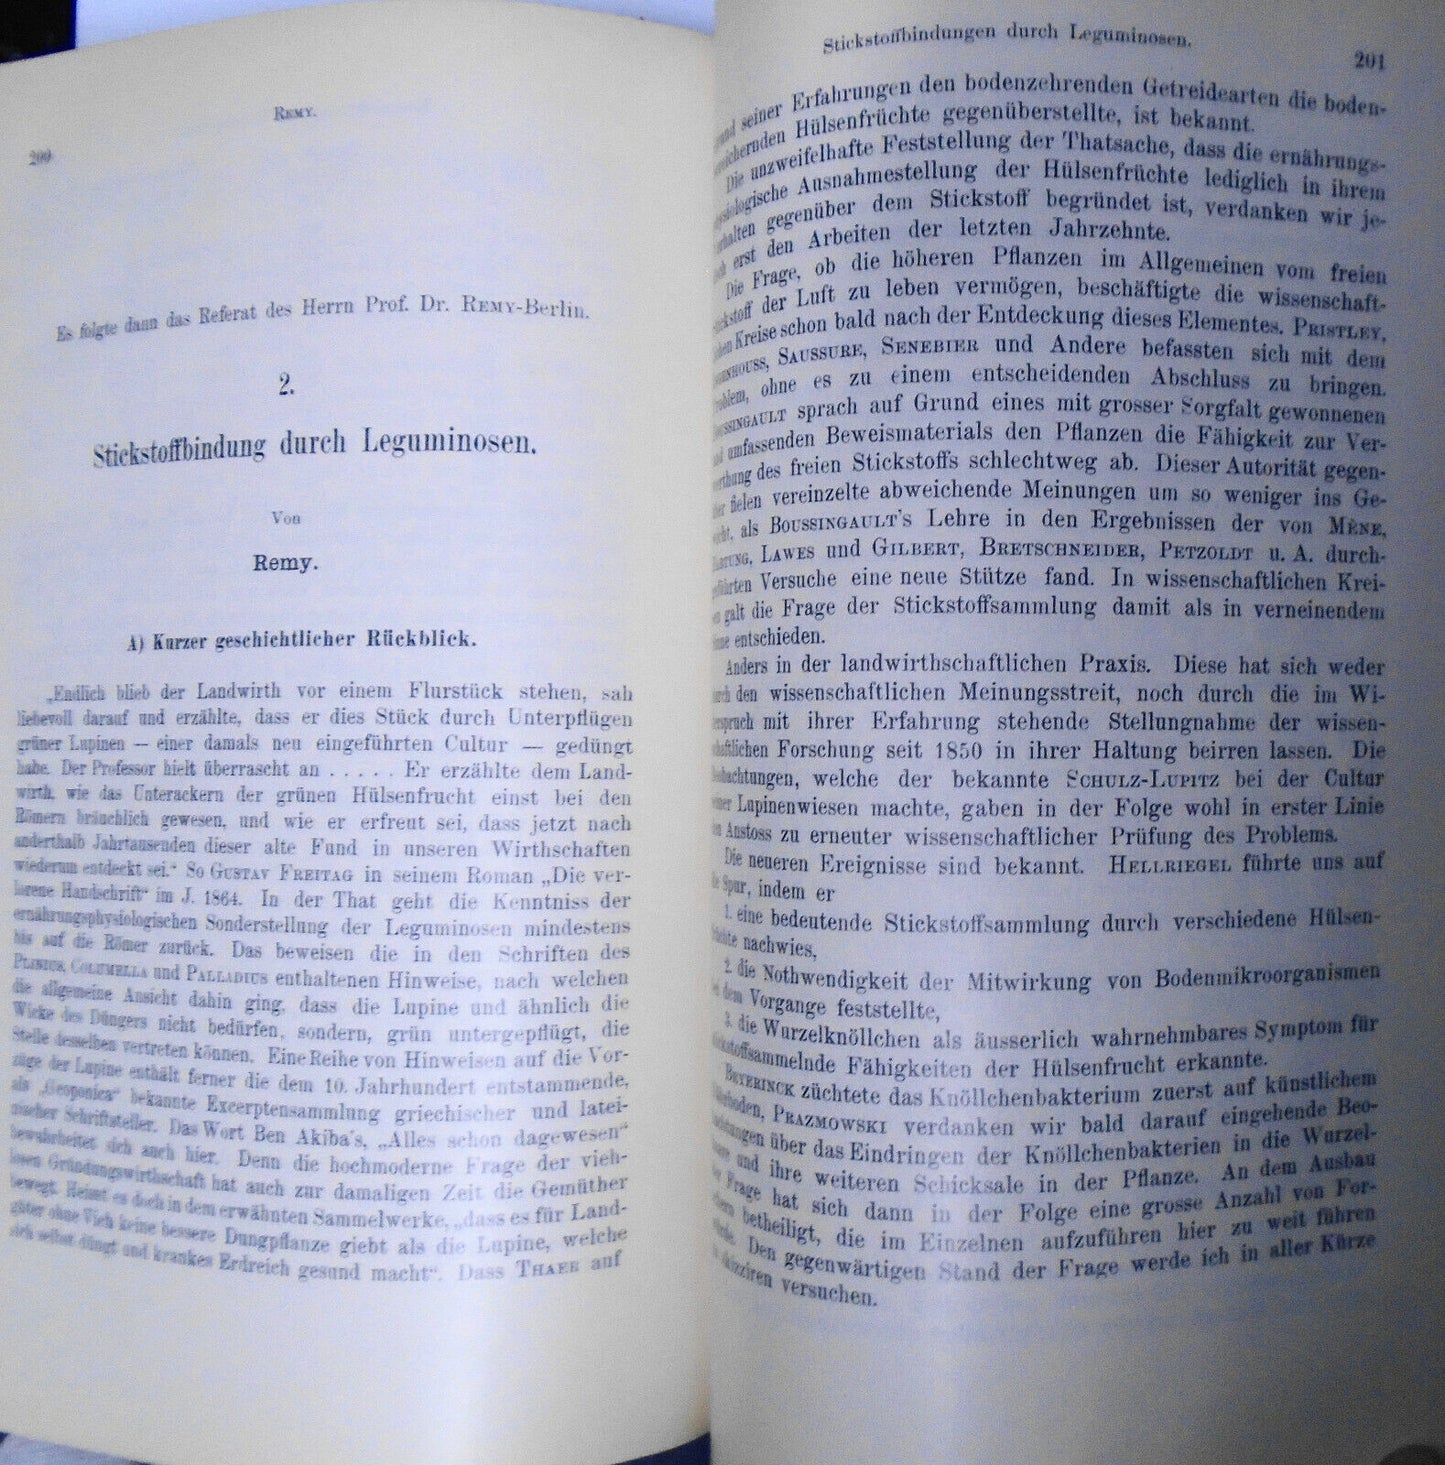 REMY.
200
Es folgte dann das Referat des Herrn Prof. Dr. REMY-Berlin.
2.
Stickstoffbindung durch Leguminosen.
Von
Remy.
A) Kurzer geschichtlicher Rückblick.
„Endlich blieb der Landwirth vor einem Flurstück stehen, sah
liebevoll darauf und erzählte, dass er dies Stück durch Unterpflügen
grüner Lupinen — einer damals neu eingeführten Cultur — gedüngt
habe. Der Professor hielt überrascht an . . . . . Er erzählte dem Land-
wirth, wie das Unterackern der grünen Hülsenfrucht einst bei den
Römern bräuchlich gewesen, und wie er erfreut sei, dass jetzt nach
anderthalb Jahrtausenden dieser alte Fund in unseren Wirthschaften
wiederum entdeckt sei.“ So GUSTAV FREITAG in seinem Roman „Die ver-
lorene Handschrift“ im J. 1864. In der That geht die Kenntniss der
ernährungsphysiologischen Sonderstellung der Leguminosen mindestens
bis auf die Römer zurück. Das beweisen die in den Schriften des
PLINIUS, COLUMELLA und PALLADIUS enthaltenen Hinweise, nach welchen
die allgemeine Ansicht dahin ging, dass die Lupine und ähnlich die
Wicke des Düngers nicht bedürfen, sondern, grün untergepflügt, die
Stelle desselben vertreten können. Eine Reihe von Hinweisen auf die Vor-
züge der Lupine enthält ferner die dem 10. Jahrhundert entstammende,
als „Geoponica“ bekannte Excerptensammlung griechischer und latei-
nischer Schriftsteller. Das Wort Ben Akiba's, „Alles schon dagewesen“
bewahrheitet sich auch hier. Denn die hochmoderne Frage der vieh-
losen Gründungswirthschaft hat auch zur damaligen Zeit die Gemüther
bewegt. Heisst es doch in dem erwähnten Sammelwerke, „dass es für Land-
güter ohne Vieh keine bessere Dungpflanze giebt als die Lupine, welche
sich selbst düngt und krankes Erdreich gesund macht“. Dass THAER auf
Stickstoffbindungen durch Leguminosen.
201
seiner Erfahrungen den bodenzehrenden Getreidearten die boden-
Hülsenfrüchte gegenüberstellte, ist bekannt.
Die unzweifelhafte Feststellung der Thatsache, dass die ernährungs-
Ausnahmestellung der Hülsenfrüchte lediglich in ihrem
gegenüber dem Stickstoff begründet ist, verdanken wir je-
erst den Arbeiten der letzten Jahrzehnte.
Die Frage, ob die höheren Pflanzen im Allgemeinen vom freien
der Luft zu leben vermögen, beschäftigte die wissenschaft-
Kreise schon bald nach der Entdeckung dieses Elementes. PRISTLEY,
SAUSSURE, SENEBIER und Andere befassten sich mit dem
ohne es zu einem entscheidenden Abschluss zu bringen.
sprach auf Grund eines mit grosser Sorgfalt gewonnenen
umfassenden Beweismaterials den Pflanzen die Fähigkeit zur Ver-
des freien Stickstoffs schlechtweg ab. Dieser Autorität gegen-
fielen vereinzelte abweichende Meinungen um so weniger ins Ge-
als BOUSSINGAULT'S Lehre in den Ergebnissen der von MÈNE,
LAWES und GILBERT, BRETSCHNEIDER, PETZOLDT u. A. durch-
Versuche eine neue Stütze fand. In wissenschaftlichen Krei-
galt die Frage der Stickstoffsammlung damit als in verneinendem
entschieden.
Anders in der landwirthschaftlichen Praxis. Diese hat sich weder
den wissenschaftlichen Meinungsstreit, noch durch die im Wi-
mit ihrer Erfahrung stehende Stellungnahme der wissen-
Forschung seit 1850 in ihrer Haltung beirren lassen. Die
welche der bekannte SCHULZ-LUPITZ bei der Cultur
Lupinenwiesen machte, gaben in der Folge wohl in erster Linie
Anstoss zu erneuter wissenschaftlicher Prüfung des Problems.
Die neueren Ereignisse sind bekannt. HELLRIEGEL führte uns auf
Spur, indem er
1. eine bedeutende Stickstoffsammlung durch verschiedene Hülsen-
nachwies,
2. die Nothwendigkeit der Mitwirkung von Bodenmikroorganismen
dem Vorgange feststellte,
3. die Wurzelknöllchen als äusserlich wahrnehmbares Symptom für
Fähigkeiten der Hülsenfrucht erkannte.
BEYERINCK züchtete das Knöllchenbakterium zuerst auf künstlichem
PRAZMOWSKI verdanken wir bald darauf eingehende Beo-
über das Eindringen der Knöllchenbakterien in die Wurzel-
und ihre weiteren Schicksale in der Pflanze. An dem Ausbau
Frage hat sich dann in der Folge eine grosse Anzahl von For-
betheiligt, die im Einzelnen aufzuführen hier zu weit führen
Den gegenwärtigen Stand der Frage werde ich in aller Kürze
versuchen.